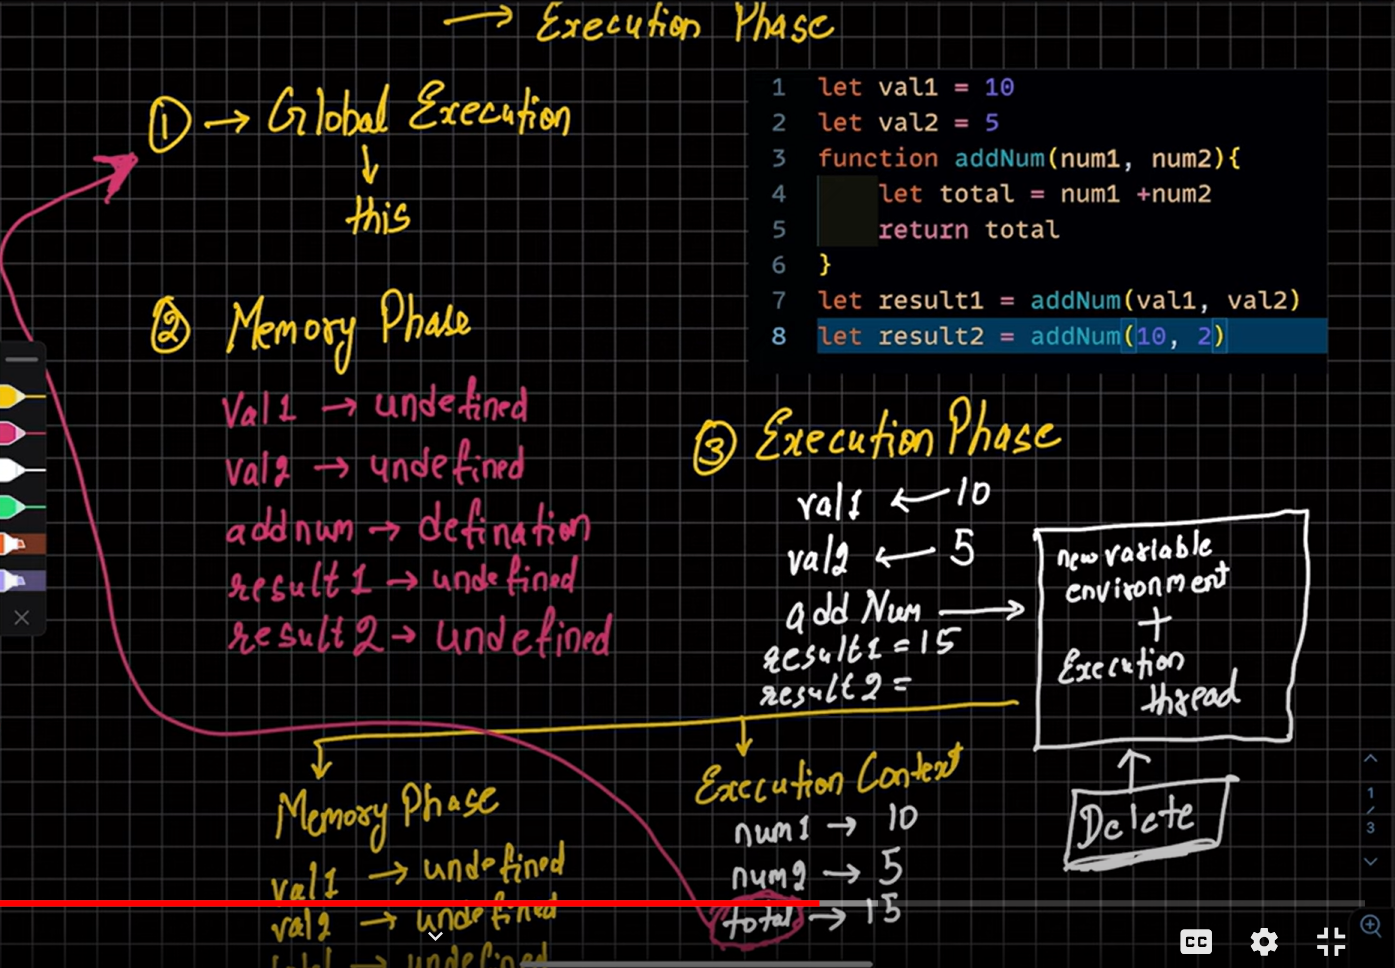 → Execution Phase
① → Global Execution
↓
this
1 let val1 = 10
2 let val2 = 5
3 function addNum(num1, num2){
4 let total = num1 +num2
5 return total
6 }
7 let result1 = addNum(val1, val2)
8 let result2 = addNum(10, 2)
② Memory Phase
val1 → undefined
val2 → undefined
addnum → defination
result1 → undefined
result2 → undefined
③ Execution Phase
val1 ← 10
val2 ← 5
addNum →
result1 = 15
result2 =
new variable
environment
+
Execution
thread
Delete
Memory Phase
val1 → undefined
val2 → undefined
Execution Context
num1 → 10
num2 → 5
total → 15
1
/
3
CC